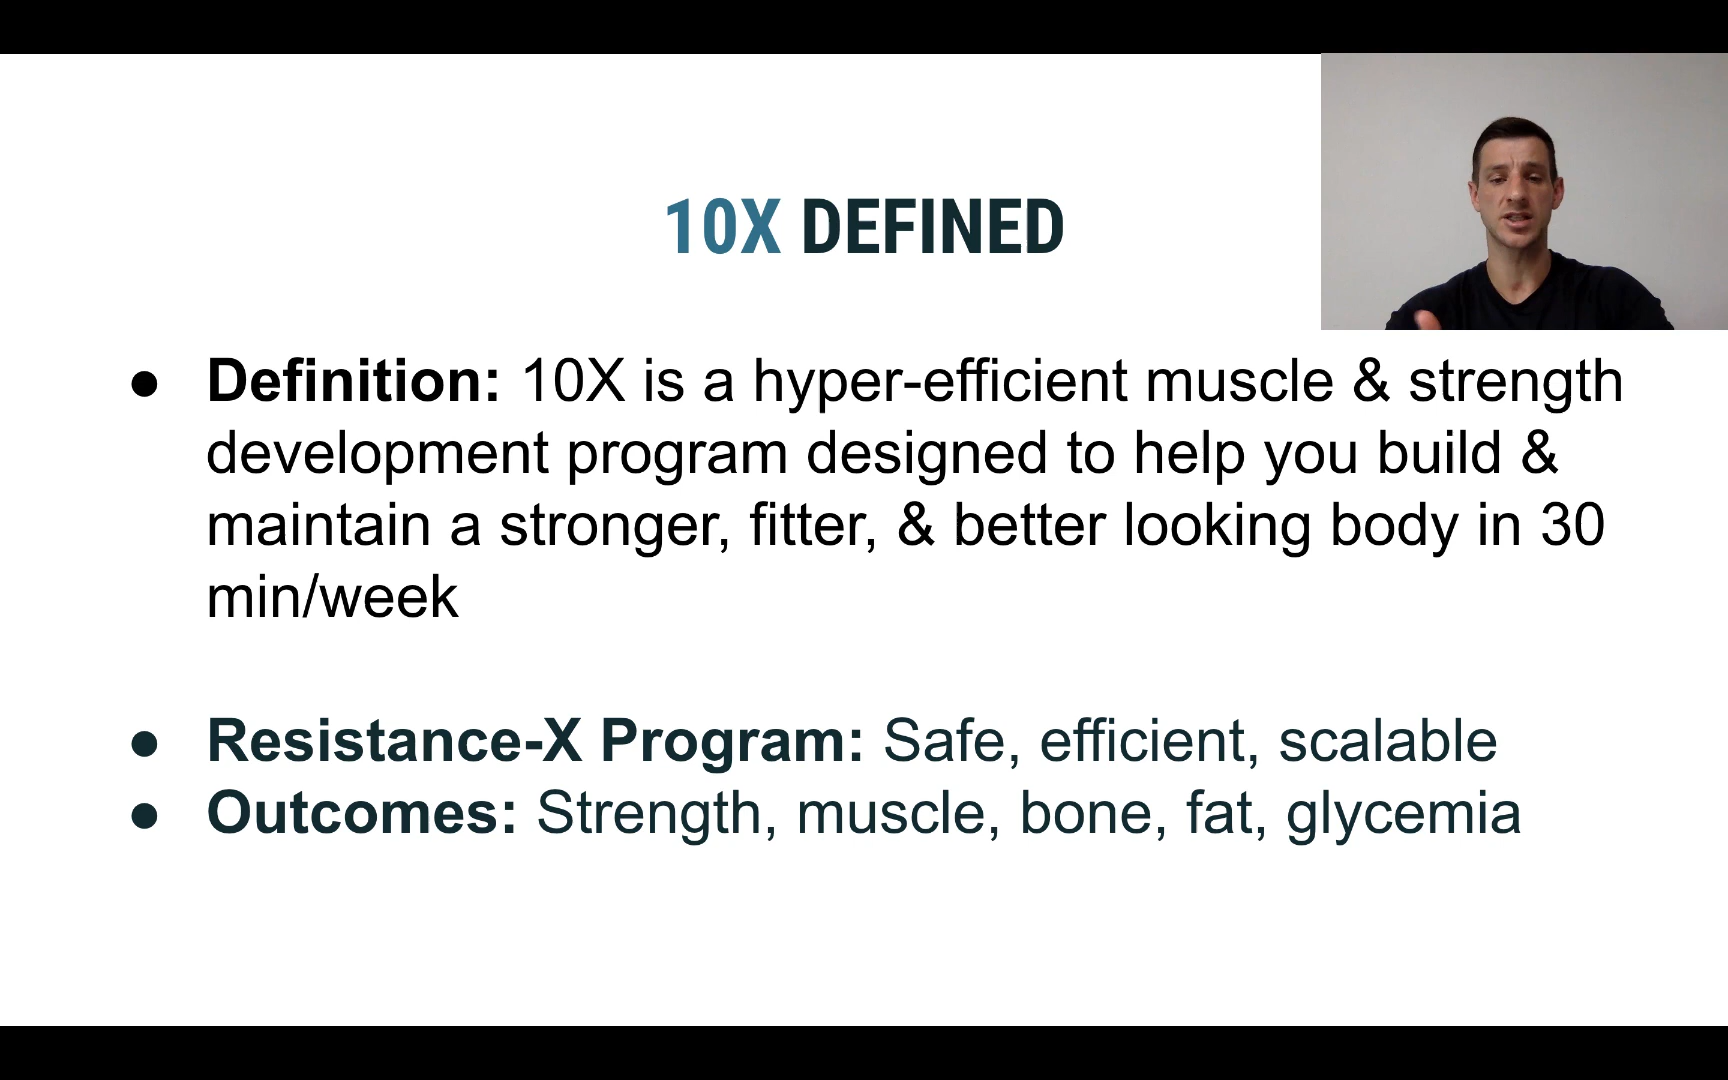 10X DEFINED
● Definition: 10X is a hyper-efficient muscle & strength
development program designed to help you build &
maintain a stronger, fitter, & better looking body in 30
min/week
● Resistance-X Program: Safe, efficient, scalable
● Outcomes: Strength, muscle, bone, fat, glycemia